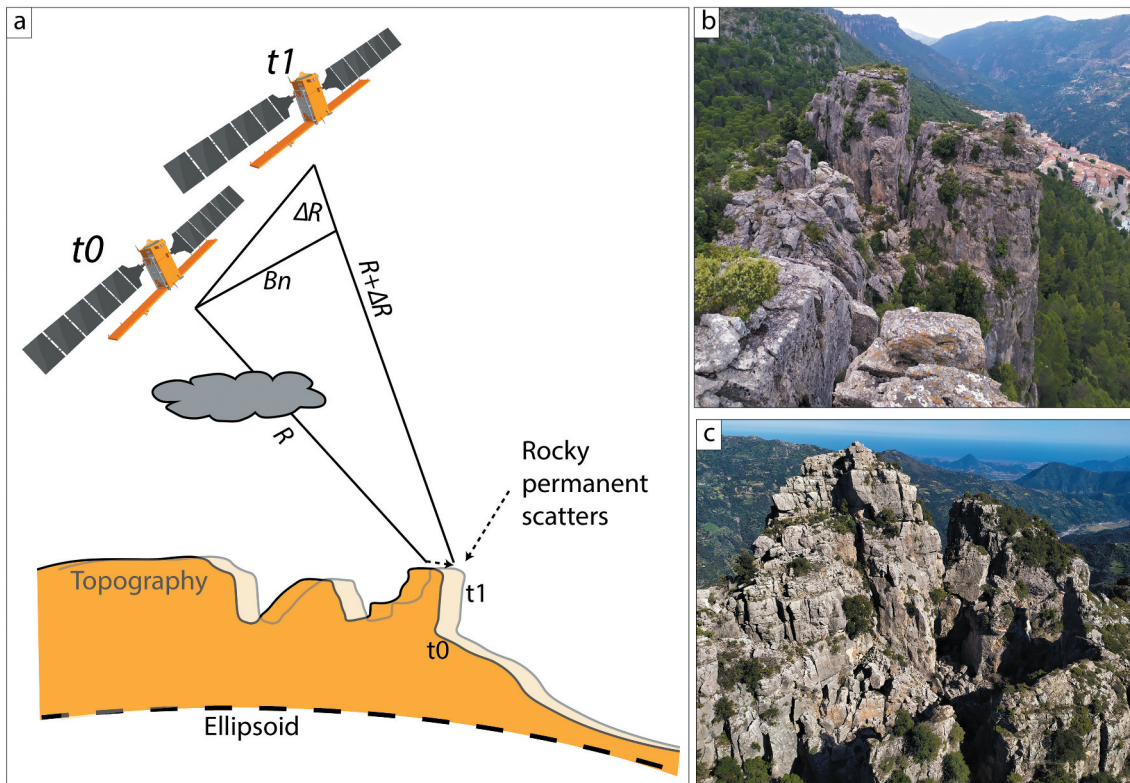 a
t1
t0
ΔR
Bn
R+ΔR
R
Rocky
permanent
scatters
Topography
t1
t0
Ellipsoid
b
c